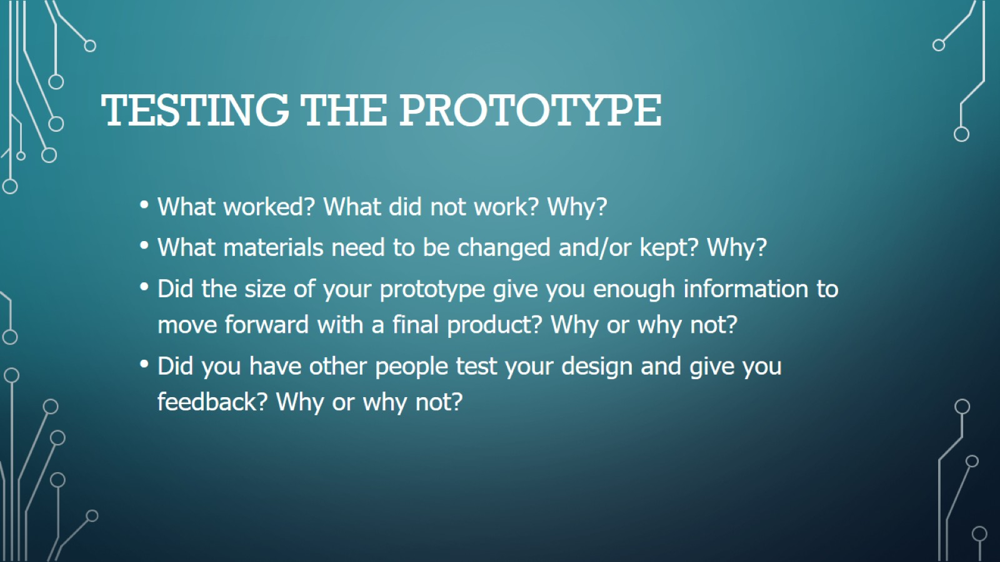 TESTING THE PROTOTYPE
• What worked? What did not work? Why?
• What materials need to be changed and/or kept? Why?
• Did the size of your prototype give you enough information to
move forward with a final product? Why or why not?
• Did you have other people test your design and give you
feedback? Why or why not?